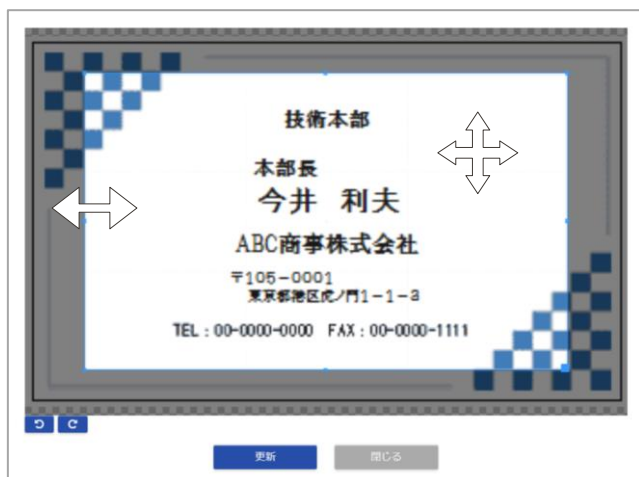 技術本部
本部長
今井 利夫
ABC商事株式会社
〒105-0001
東京都港区虎ノ門1-1-3
TEL:00-0000-0000 FAX:00-0000-1111
更新
閉じる